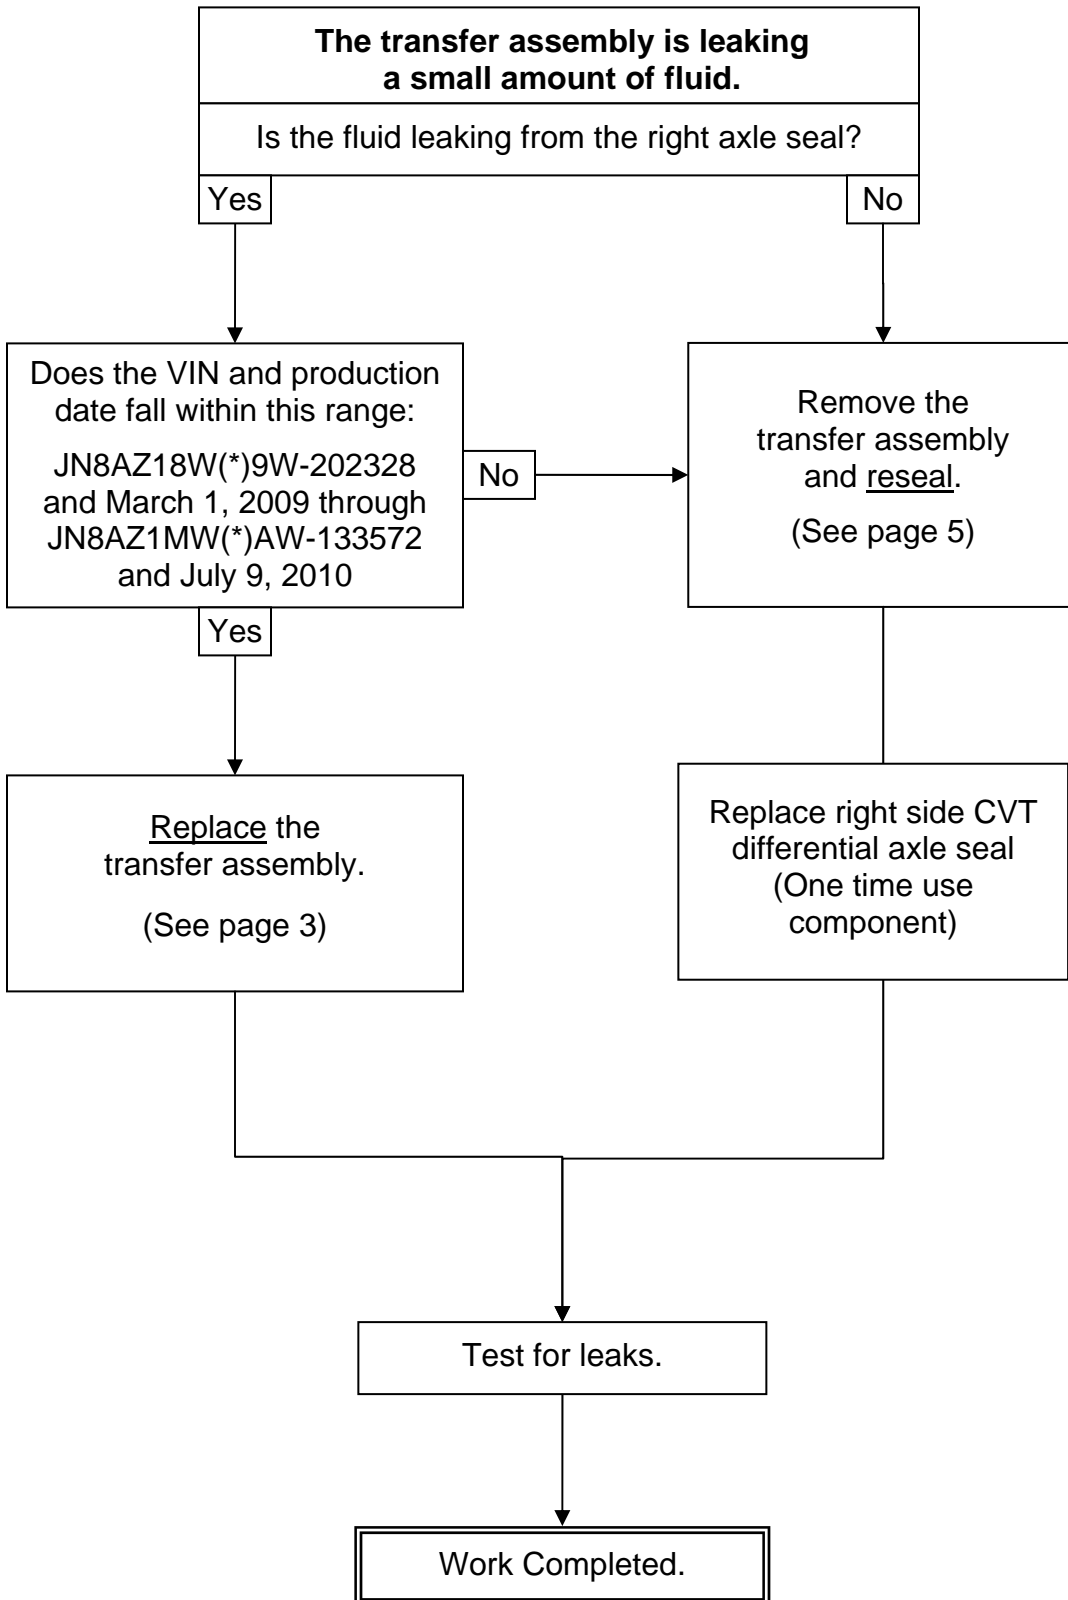 The transfer assembly is leaking
a small amount of fluid.
Is the fluid leaking from the right axle seal?
Yes
No
Does the VIN and production
date fall within this range:
JN8AZ18W(*)9W-202328
and March 1, 2009 through
JN8AZ1MW(*)AW-133572
and July 9, 2010
No
Yes
Remove the
transfer assembly
and reseal.
(See page 5)
Replace the
transfer assembly.
(See page 3)
Replace right side CVT
differential axle seal
(One time use
component)
Test for leaks.
Work Completed.